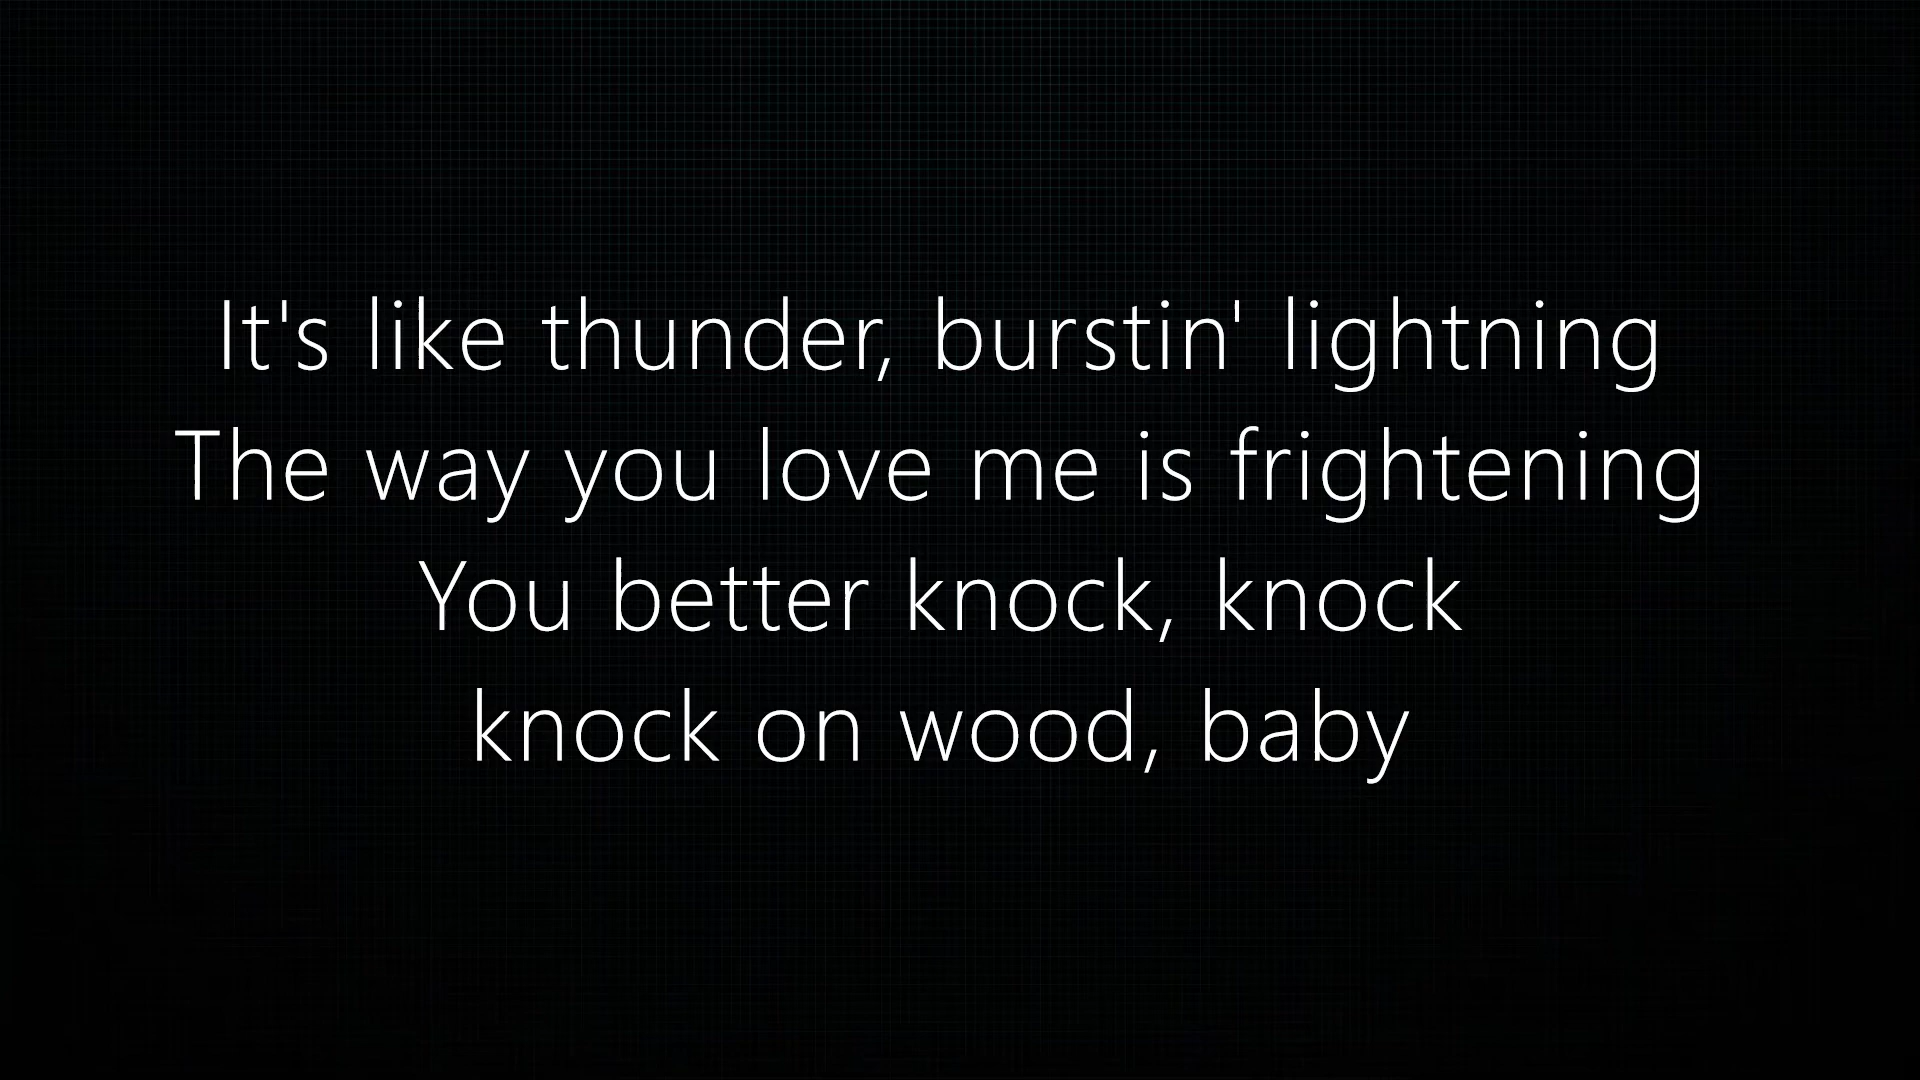 It's like thunder, burstin' lightning
The way you love me is frightening
You better knock, knock
knock on wood, baby